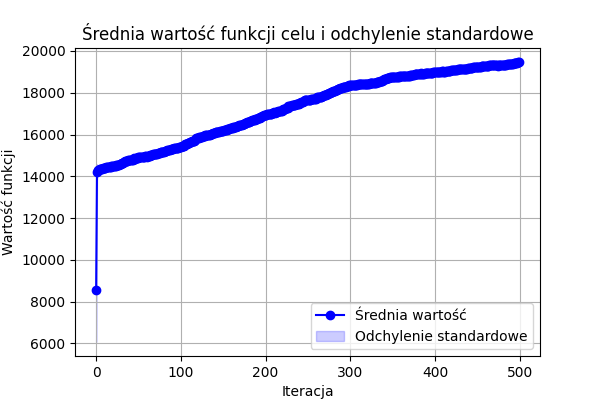 Średnia wartość funkcji celu i odchylenie standardowe
20000
18000
16000
14000
12000
10000
8000
6000
Wartość funkcji
0
100
200
300
400
500
Iteracja
Średnia wartość
Odchylenie standardowe